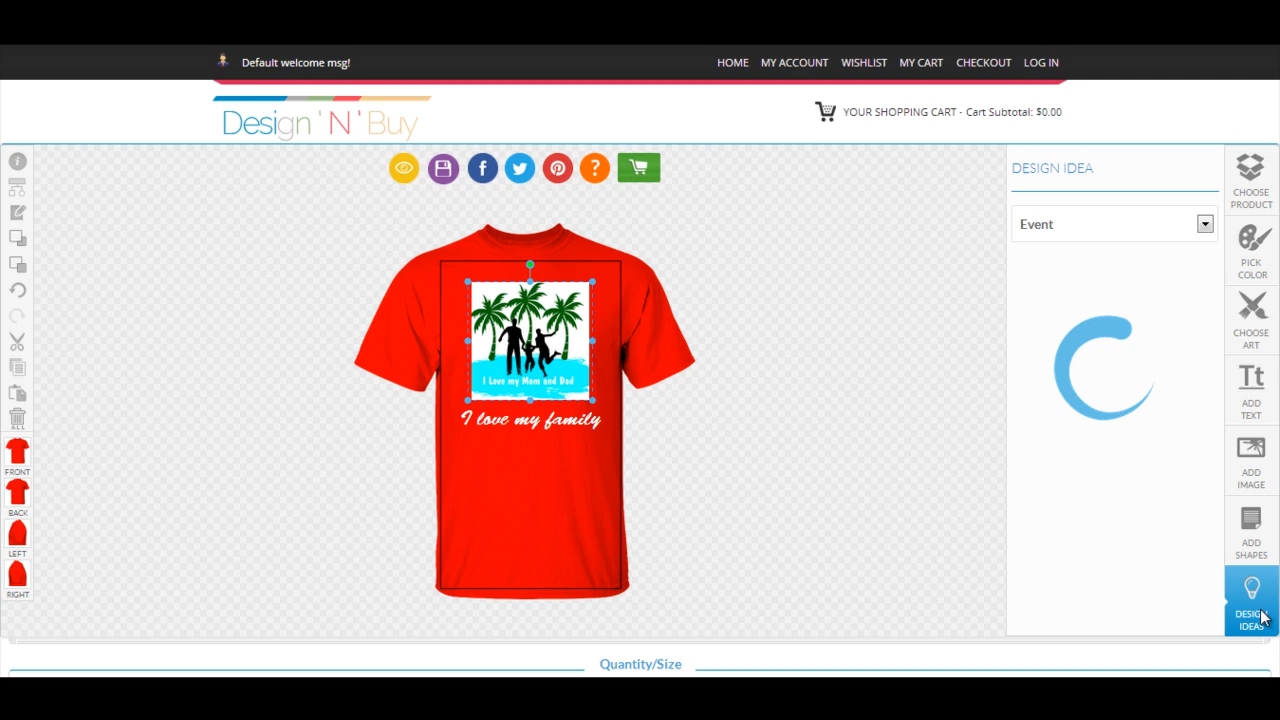 Default welcome msg!
HOME MY ACCOUNT WISHLIST MY CART CHECKOUT LOG IN
Design 'N' Buy
YOUR SHOPPING CART - Cart Subtotal: $0.00
f
?
DESIGN IDEA
Event
CHOOSE
PRODUCT
PICK
COLOR
CHOOSE
ART
Tt
ADD
TEXT
ADD
IMAGE
ADD
SHAPES
DESIGN
IDEAS
I Love my Mom and Dad
I love my family
ALL
FRONT
BACK
LEFT
RIGHT
Quantity/Size